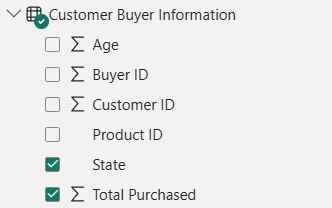 Customer Buyer Information
∑ Age
∑ Buyer ID
∑ Customer ID
Product ID
State
∑ Total Purchased